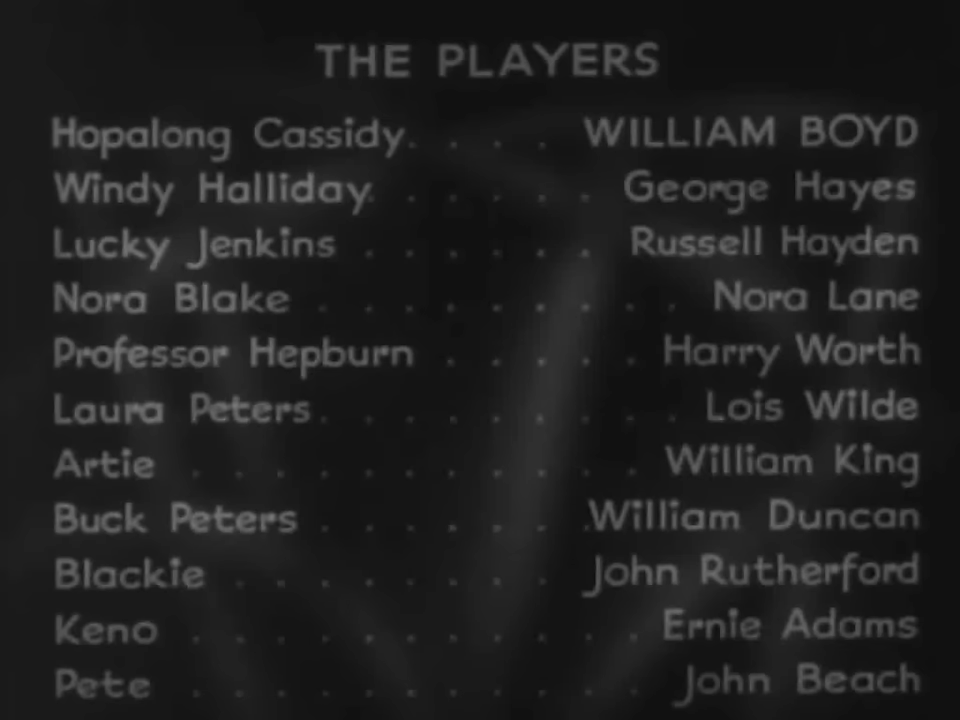 THE PLAYERS
Hopalong Cassidy. . . . WILLIAM BOYD
Windy Halliday. . . . . . George Hayes
Lucky Jenkins . . . . . . Russell Hayden
Nora Blake . . . . . . . . . Nora Lane
Professor Hepburn . . . . . Harry Worth
Laura Peters. . . . . . . . . Lois Wilde
Artie . . . . . . . . . . . William King
Buck Peters . . . . . . .William Duncan
Blackie . . . . . . . . John Rutherford
Keno . . . . . . . . . . . Ernie Adams
Pete . . . . . . . . . . . John Beach